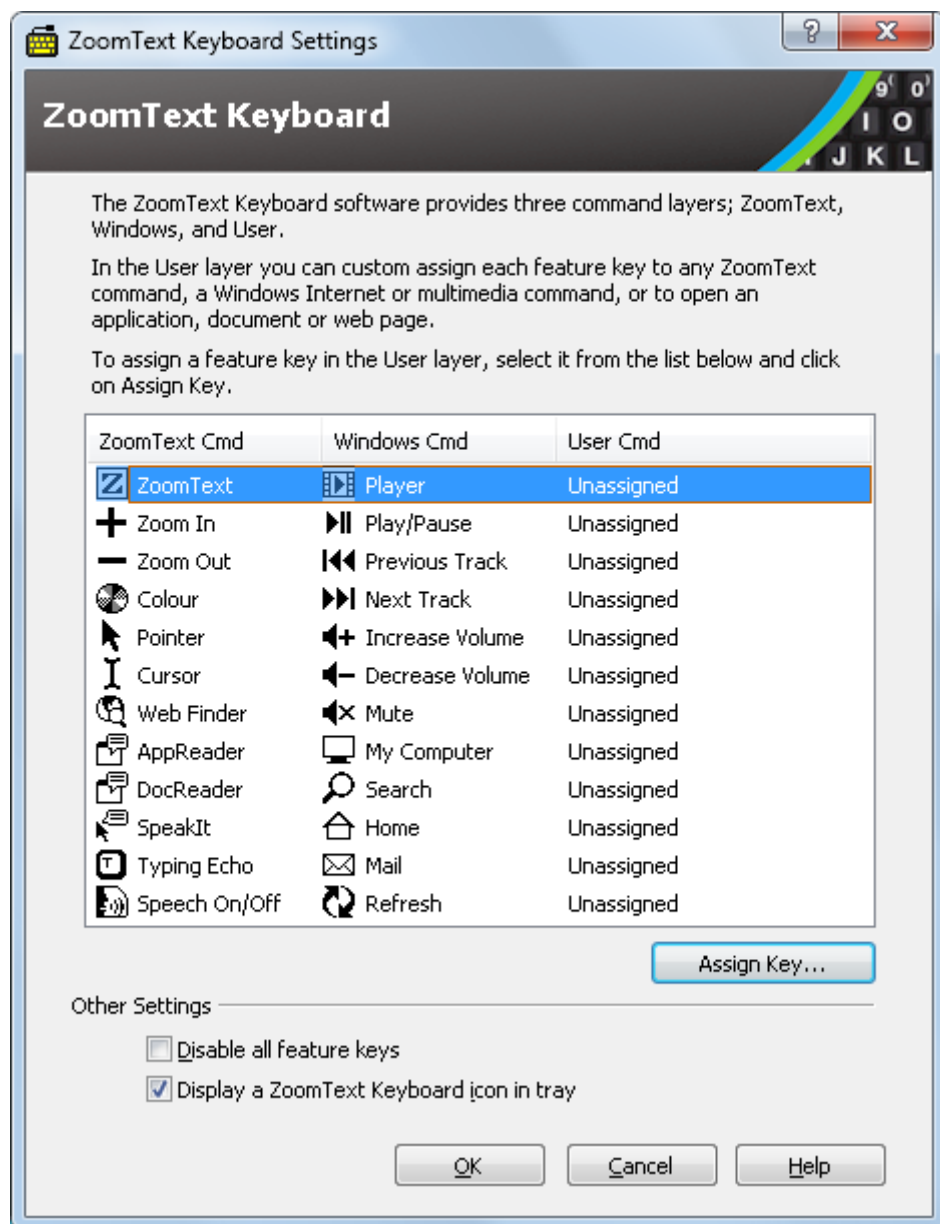 ZoomText Keyboard Settings
?
ZoomText Keyboard
9( 0)
I O
J K L
The ZoomText Keyboard software provides three command layers; ZoomText,
Windows, and User.
In the User layer you can custom assign each feature key to any ZoomText
command, a Windows Internet or multimedia command, or to open an
application, document or web page.
To assign a feature key in the User layer, select it from the list below and click
on Assign Key.
ZoomText Cmd Windows Cmd User Cmd
Z ZoomText Player Unassigned
Zoom In Play/Pause Unassigned
Zoom Out Previous Track Unassigned
Colour Next Track Unassigned
Pointer Increase Volume Unassigned
Cursor Decrease Volume Unassigned
Web Finder Mute Unassigned
AppReader My Computer Unassigned
DocReader Search Unassigned
SpeakIt Home Unassigned
T Typing Echo Mail Unassigned
Speech On/Off Refresh Unassigned
Assign Key...
Other Settings
Disable all feature keys
Display a ZoomText Keyboard icon in tray
OK Cancel Help